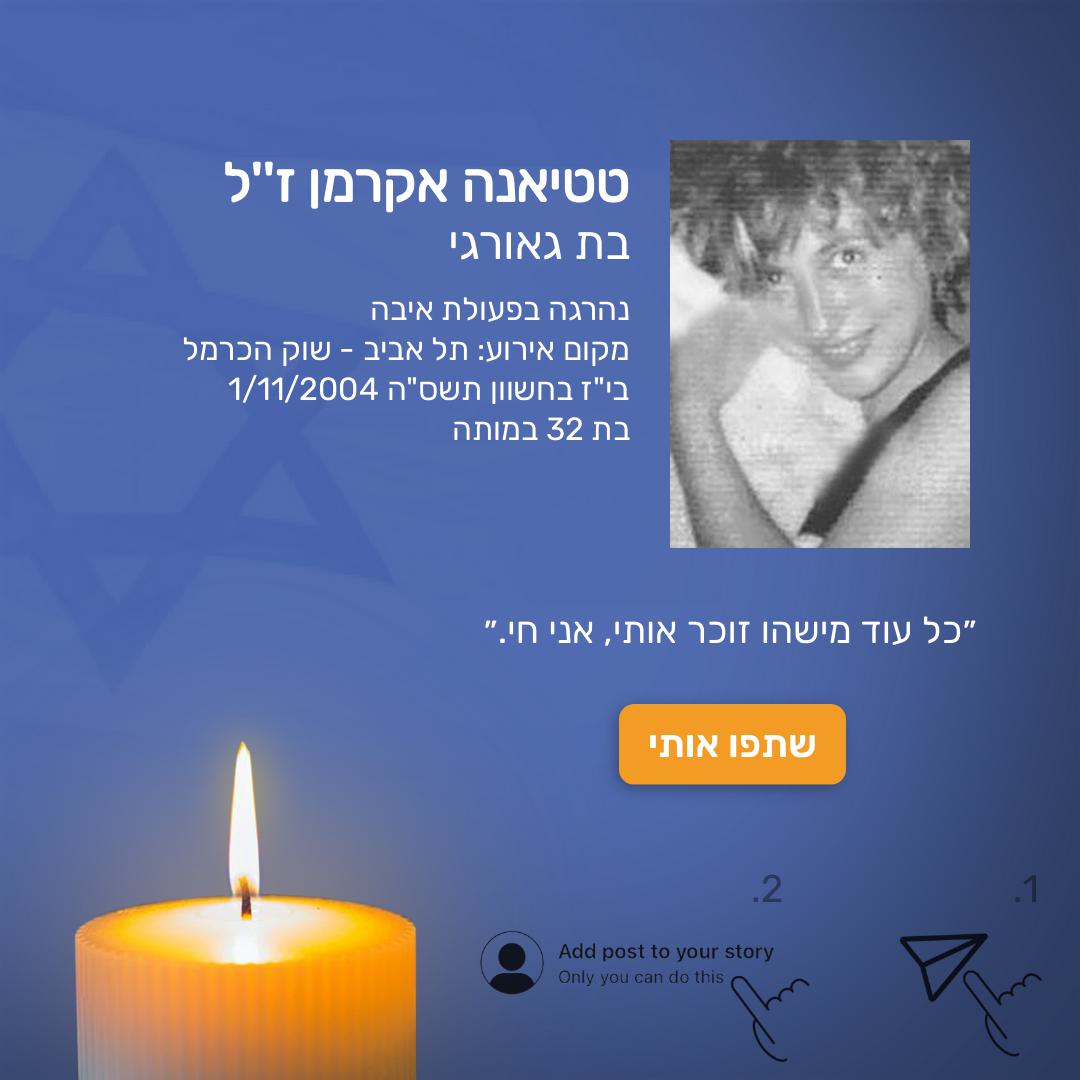 טטיאנה אקרמן ז"ל
בת גאורגי
נהרגה בפעולת איבה
מקום אירוע: תל אביב - שוק הכרמל
בי"ז בחשוון תשס"ה 1/11/2004
בת 32 במותה
״כל עוד מישהו זוכר אותי, אני חי.״
שתפו אותי
1.
2.
Add post to your story
Only you can do this